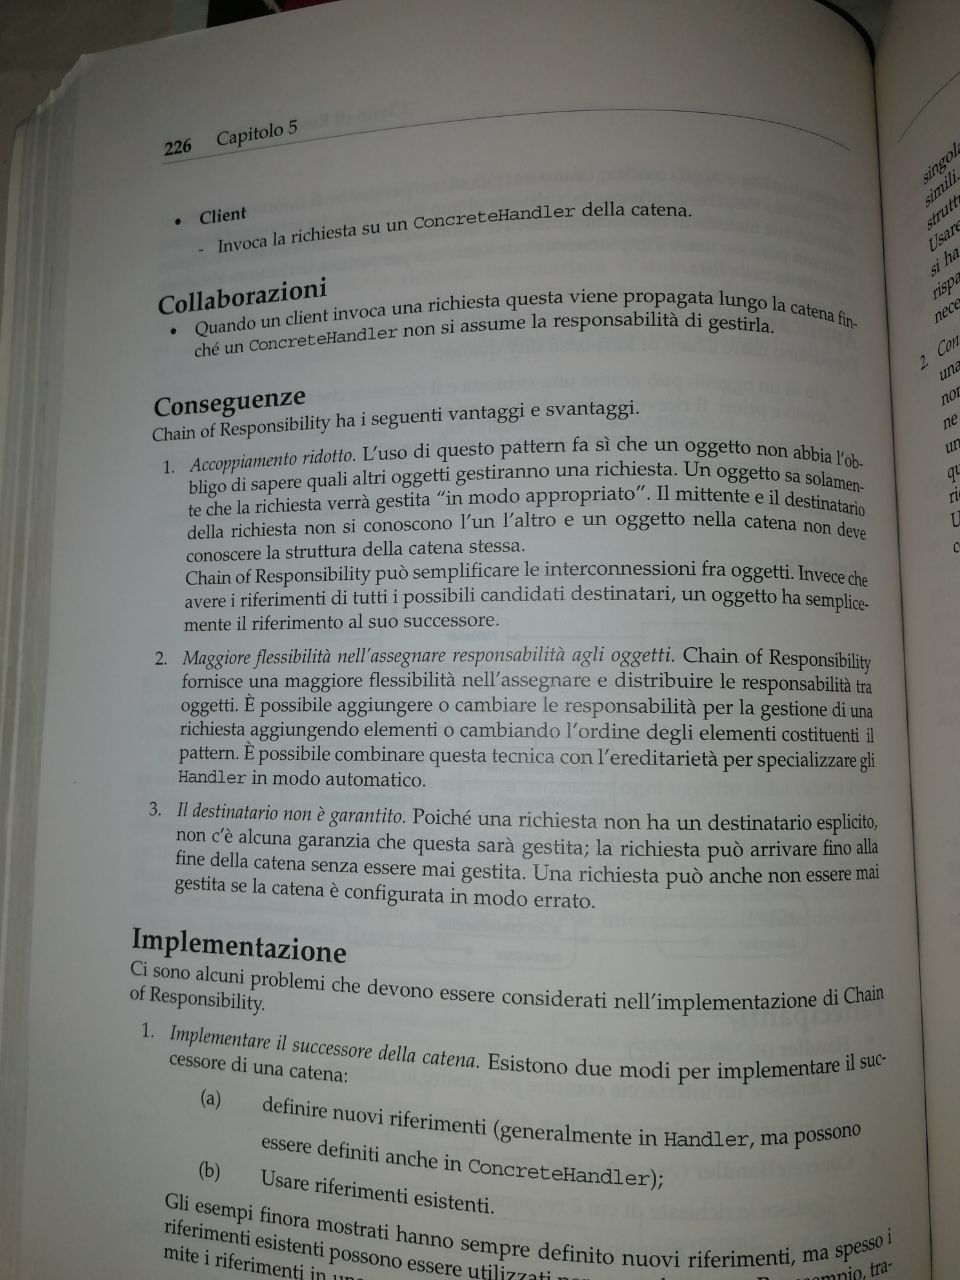 226 Capitolo 5
• Client
- Invoca la richiesta su un ConcreteHandler della catena.
Collaborazioni
• Quando un client invoca una richiesta questa viene propagata lungo la catena fin-
ché un ConcreteHandler non si assume la responsabilità di gestirla.
Conseguenze
Chain of Responsibility ha i seguenti vantaggi e svantaggi.
1. Accoppiamento ridotto. L'uso di questo pattern fa sì che un oggetto non abbia l'ob-
bligo di sapere quali altri oggetti gestiranno una richiesta. Un oggetto sa solamen-
te che la richiesta verrà gestita "in modo appropriato". Il mittente e il destinatario
della richiesta non si conoscono l'un l'altro e un oggetto nella catena non deve
conoscere la struttura della catena stessa.
Chain of Responsibility può semplificare le interconnessioni fra oggetti. Invece che
avere i riferimenti di tutti i possibili candidati destinatari, un oggetto ha semplice-
mente il riferimento al suo successore.
2. Maggiore flessibilità nell'assegnare responsabilità agli oggetti. Chain of Responsibility
fornisce una maggiore flessibilità nell'assegnare e distribuire le responsabilità tra
oggetti. È possibile aggiungere o cambiare le responsabilità per la gestione di una
richiesta aggiungendo elementi o cambiando l'ordine degli elementi costituenti il
pattern. È possibile combinare questa tecnica con l'ereditarietà per specializzare gli
Handler in modo automatico.
3. Il destinatario non è garantito. Poiché una richiesta non ha un destinatario esplicito,
non c'è alcuna garanzia che questa sarà gestita; la richiesta può arrivare fino alla
fine della catena senza essere mai gestita. Una richiesta può anche non essere mai
gestita se la catena è configurata in modo errato.
Implementazione
Ci sono alcuni problemi che devono essere considerati nell'implementazione di Chain
of Responsibility.
1. Implementare il successore della catena. Esistono due modi per implementare il suc-
cessore di una catena:
(a) definire nuovi riferimenti (generalmente in Handler, ma possono
essere definiti anche in ConcreteHandler);
(b) Usare riferimenti esistenti.
Gli esempi finora mostrati hanno sempre definito nuovi riferimenti, ma spesso i
riferimenti esistenti possono essere utilizzati
mite i riferimenti in
singola
simili.
Usare
si ha
2. Con
una
ne
un